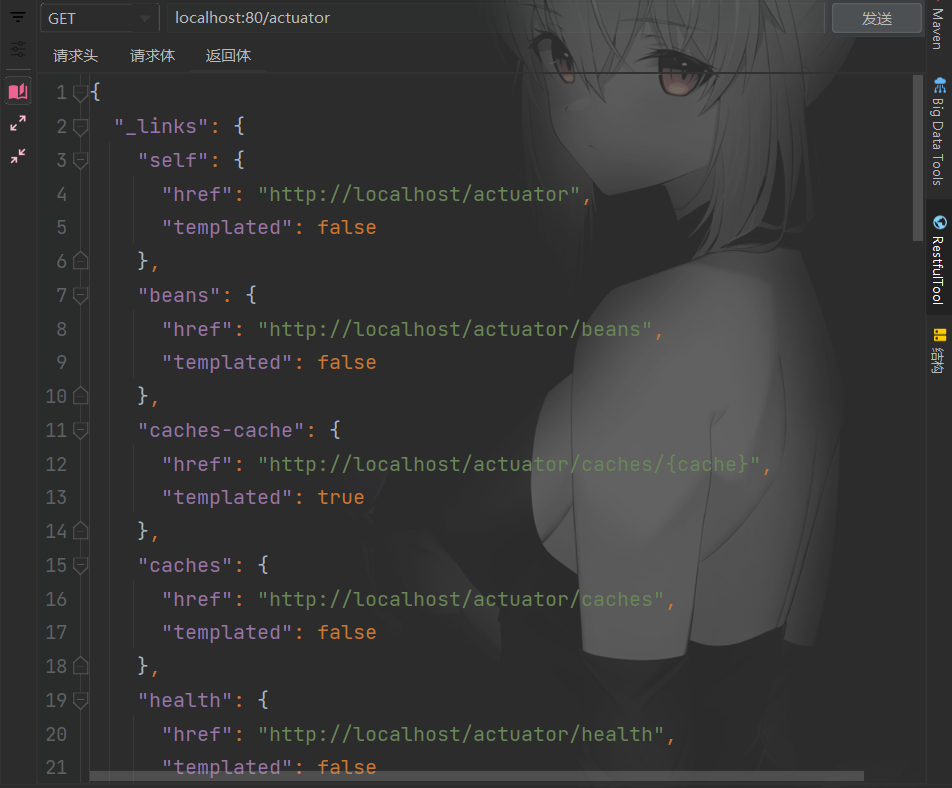 GET localhost:80/actuator 发送
请求头 请求体 返回体
1 {
2 "_links": {
3 "self": {
4 "href": "http://localhost/actuator",
5 "templated": false
6 },
7 "beans": {
8 "href": "http://localhost/actuator/beans",
9 "templated": false
10 },
11 "caches-cache": {
12 "href": "http://localhost/actuator/caches/{cache}",
13 "templated": true
14 },
15 "caches": {
16 "href": "http://localhost/actuator/caches",
17 "templated": false
18 },
19 "health": {
20 "href": "http://localhost/actuator/health",
21 "templated": false
Maven
Big Data Tools
RestfulTool
结构